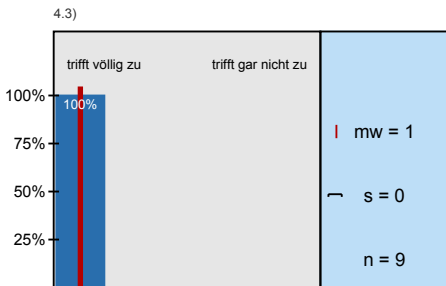 4.3)
trifft völlig zu trifft gar nicht zu
100%
100%
75%
50%
25%
mw = 1
s = 0
n = 9